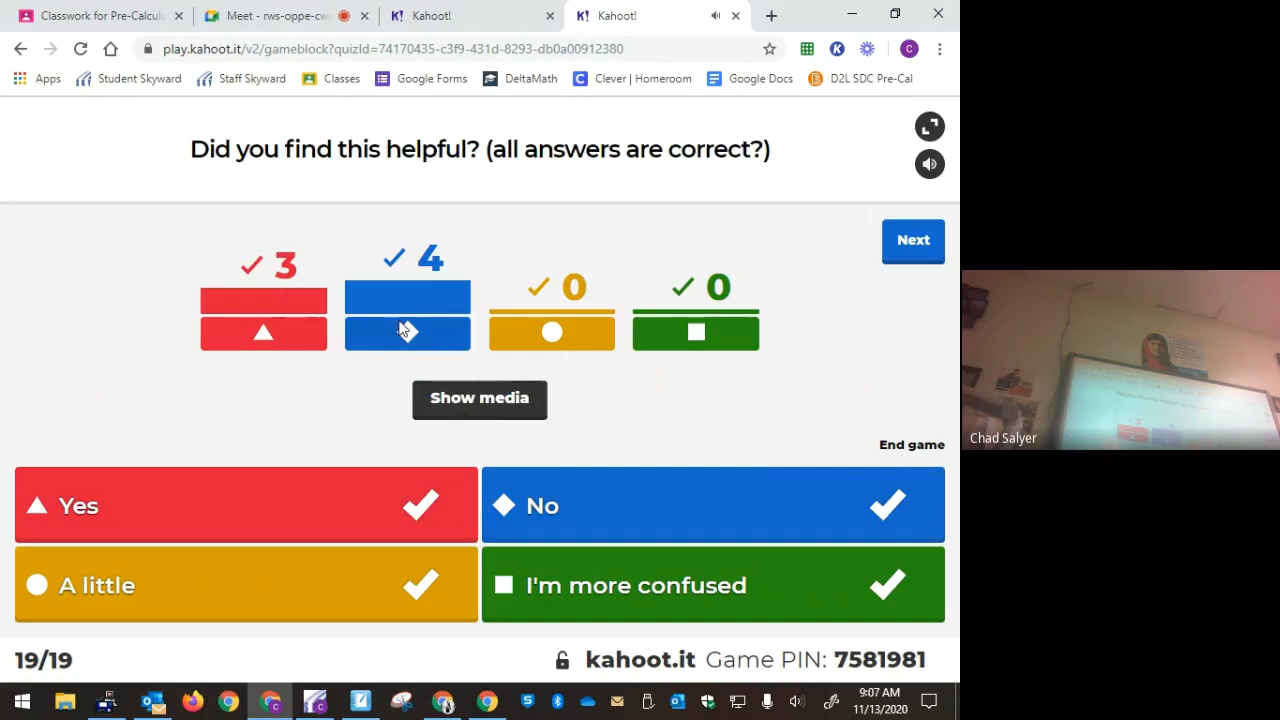 Classwork for Pre-Calcul
Meet - rws-oppe-cw
Kahoot!
Kahoot!
play.kahoot.it/v2/gameblock?quizId=74170435-c3f9-431d-8293-db0a00912380
Apps
Student Skyward
Staff Skyward
Classes
Google Forms
DeltaMath
Clever | Homeroom
Google Docs
D2L SDC Pre-Cal
Did you find this helpful? (all answers are correct?)
Next
3
4
0
0
Show media
End game
Yes
No
A little
I'm more confused
19/19
kahoot.it Game PIN: 7581981
Chad Salyer
9:07 AM
11/13/2020